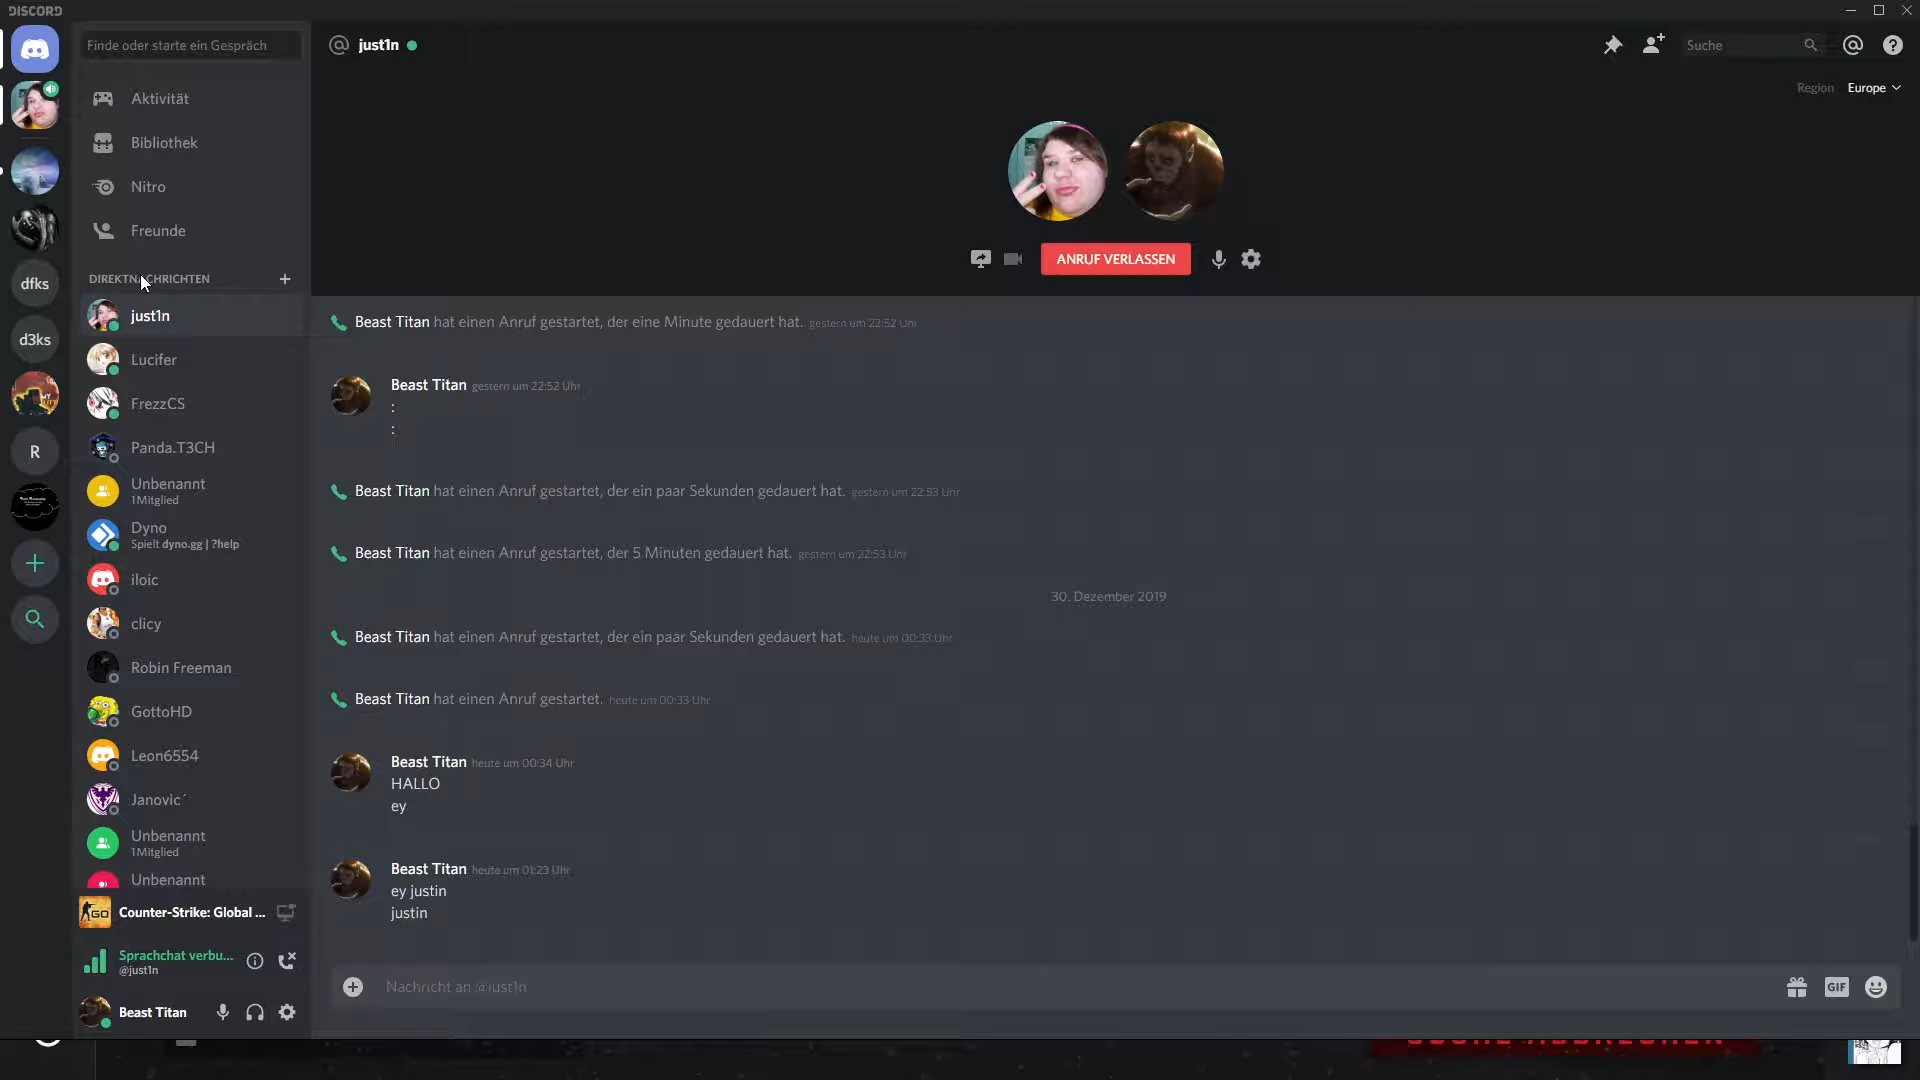 DISCORD
Finde oder starte ein Gespräch
Aktivität
Bibliothek
Nitro
Freunde
DIREKTNACHRICHTEN
just1n
Lucifer
FrezzCS
Panda.T3CH
Unbenannt
1Mitglied
Dyno
Spielt dyno.gg | ?help
iloic
clicy
Robin Freeman
GottoHD
Leon6554
Janovic´
Unbenannt
1Mitglied
Unbenannt
Counter-Strike: Global ...
Sprachchat verbu...
@just1n
Beast Titan
dfks
d3ks
R
GO
just1n
Suche
Region Europe
ANRUF VERLASSEN
Beast Titan hat einen Anruf gestartet, der eine Minute gedauert hat. gestern um 22:52 Uhr
Beast Titan gestern um 22:52 Uhr
:
:
Beast Titan hat einen Anruf gestartet, der ein paar Sekunden gedauert hat. gestern um 22:53 Uhr
Beast Titan hat einen Anruf gestartet, der 5 Minuten gedauert hat. gestern um 22:53 Uhr
30. Dezember 2019
Beast Titan hat einen Anruf gestartet, der ein paar Sekunden gedauert hat. heute um 00:33 Uhr
Beast Titan hat einen Anruf gestartet. heute um 00:33 Uhr
Beast Titan heute um 00:34 Uhr
HALLO
ey
Beast Titan heute um 01:23 Uhr
ey justin
justin
Nachricht an @just1n
GIF
SUCHE ABBRECHEN